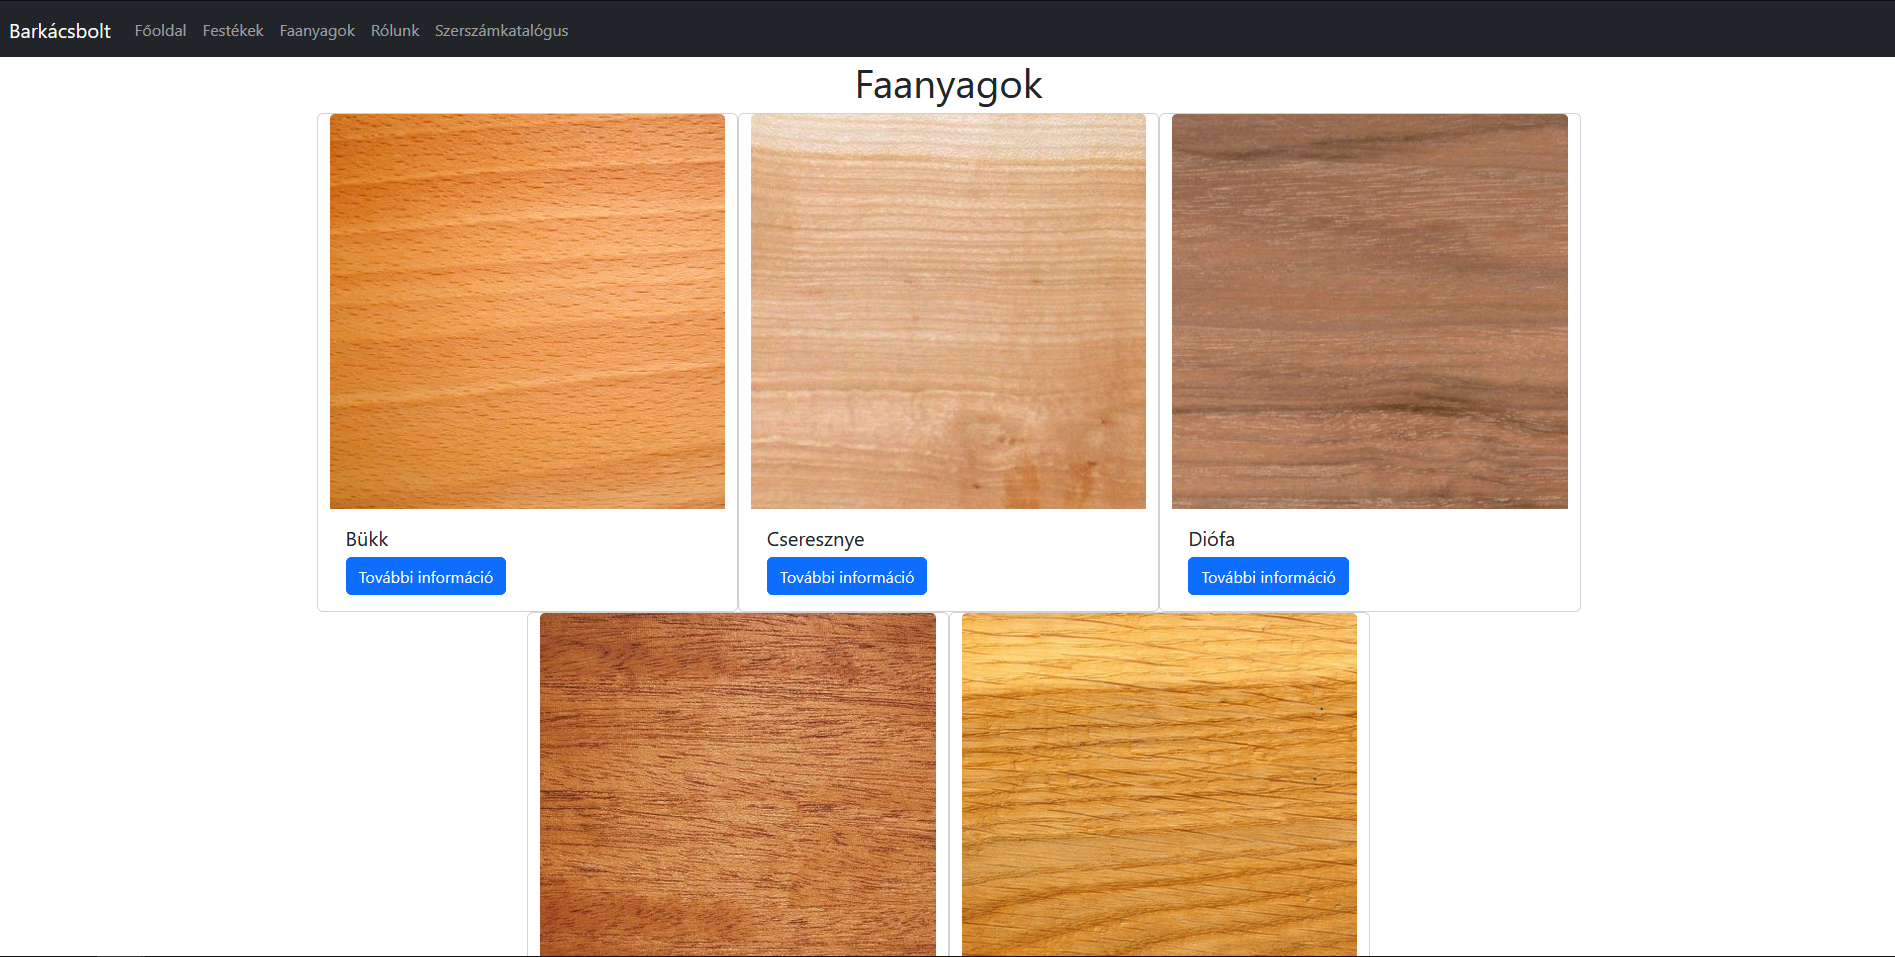 Barkácsbolt Főoldal Festékek Faanyagok Rólunk Szerszámkatalógus
Faanyagok
Bükk
További információ
Cseresznye
További információ
Diófa
További információ